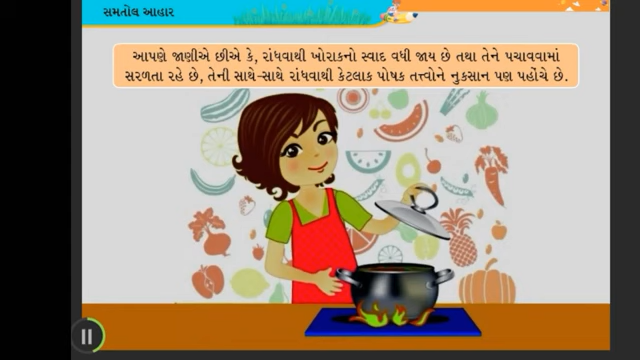 સમતોલ આહાર
આપણે જાણીએ છીએ કે, રાંધવાથી ખોરાકનો સ્વાદ વધી જાય છે તથા તેને પચાવવામાં
સરળતા રહે છે, તેની સાથે-સાથે રાંધવાથી કેટલાક પોષક તત્ત્વોને નુકસાન પણ પહોંચે છે.